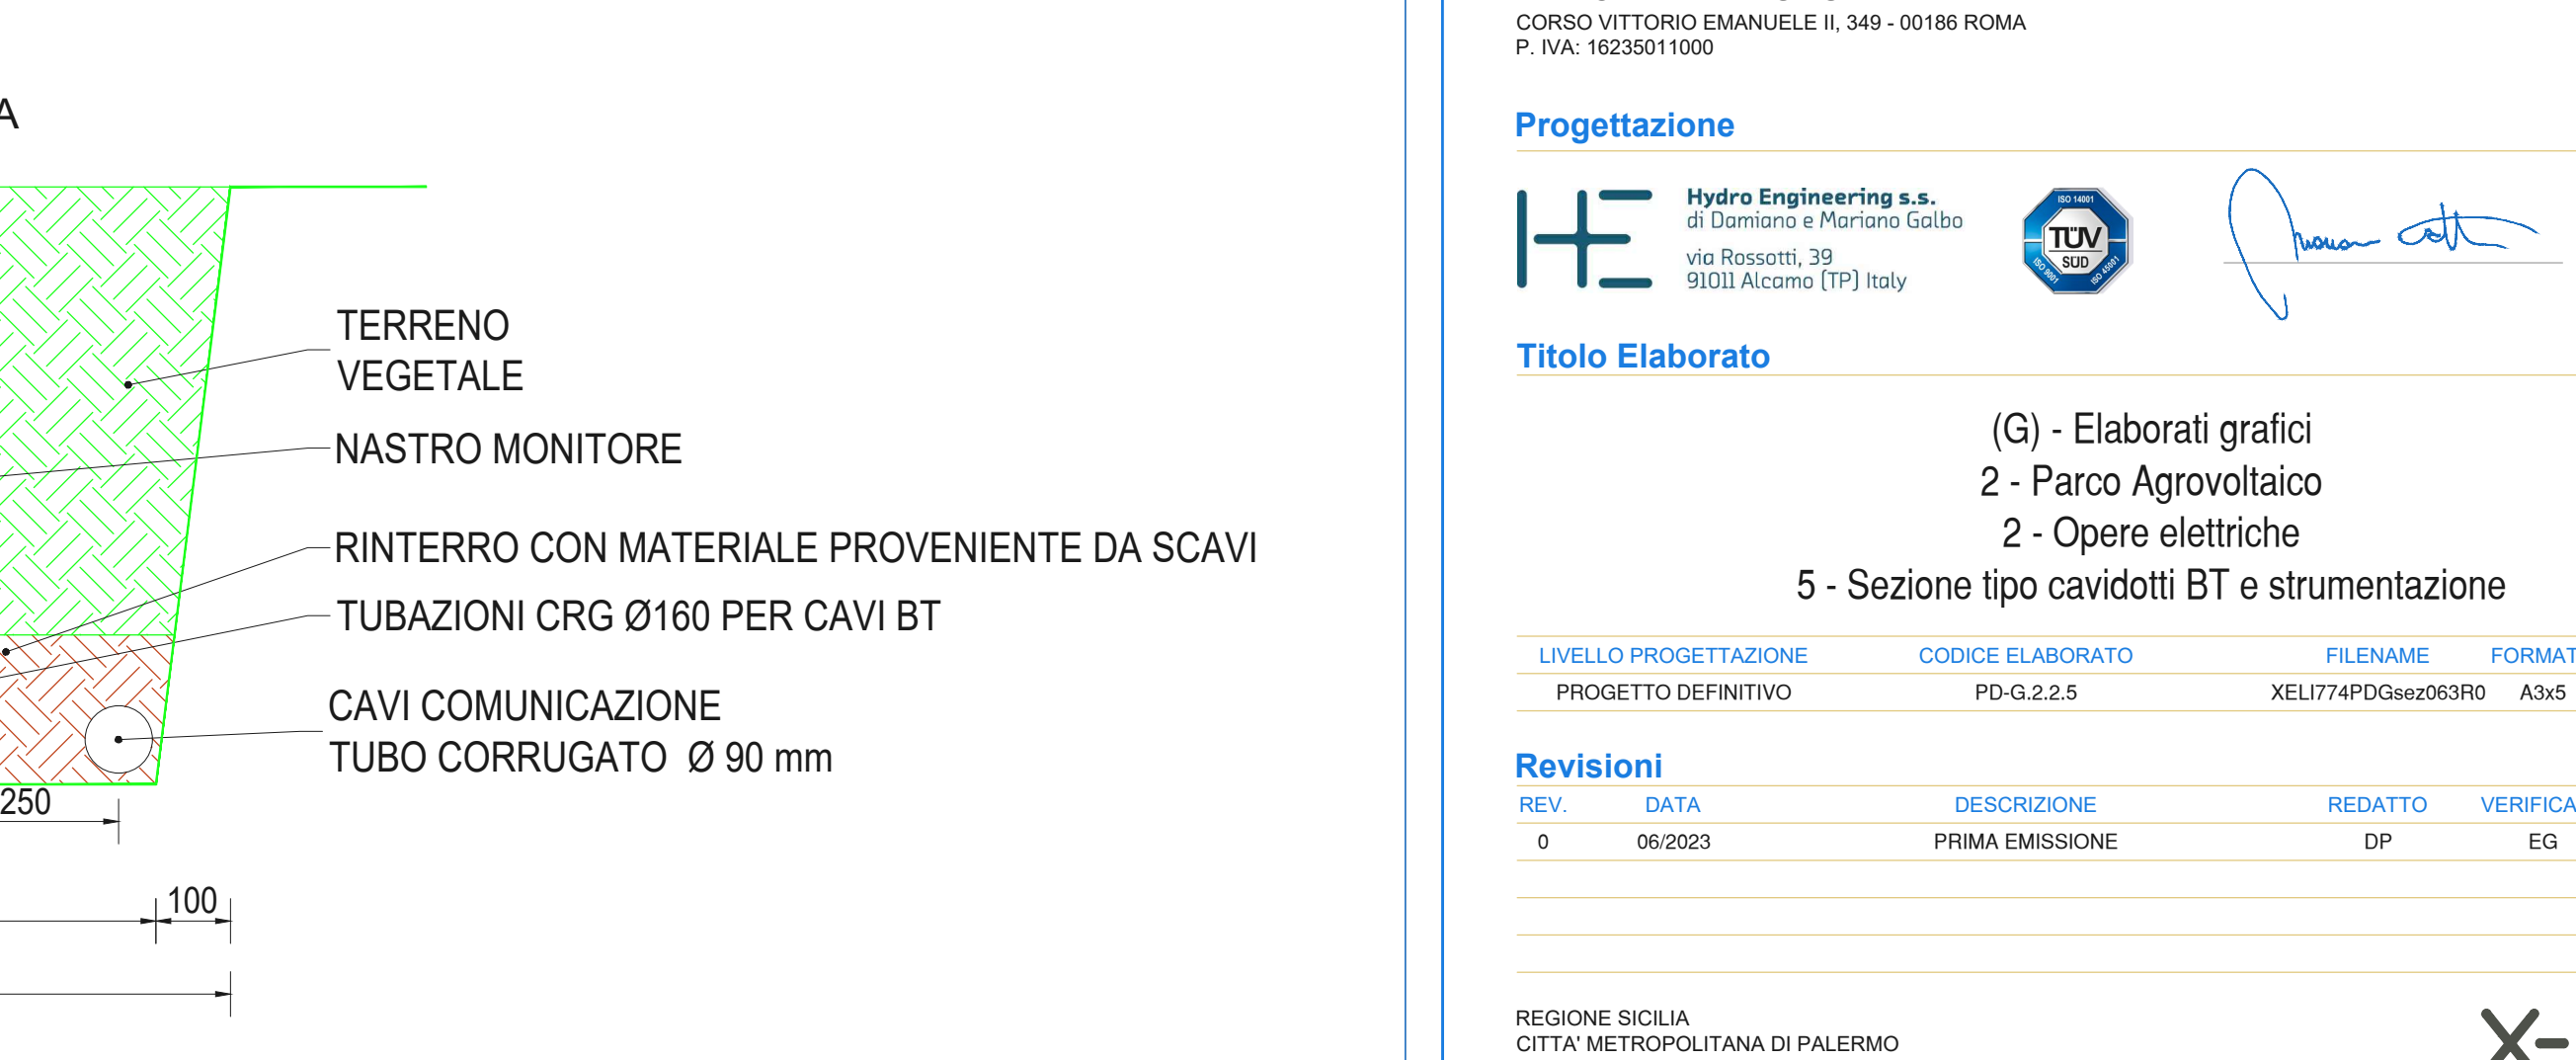 A
TERRENO
VEGETALE
NASTRO MONITORE
RINTERRO CON MATERIALE PROVENIENTE DA SCAVI
TUBAZIONI CRG Ø160 PER CAVI BT
CAVI COMUNICAZIONE
TUBO CORRUGATO Ø 90 mm
250
100
CORSO VITTORIO EMANUELE II, 349 - 00186 ROMA
P. IVA: 16235011000
Progettazione
HE
Hydro Engineering s.s.
di Damiano e Mariano Galbo
via Rossotti, 39
91011 Alcamo (TP) Italy
ISO 14001
TÜV
SÜD
ISO 9001
ISO 45001
Titolo Elaborato
(G) - Elaborati grafici
2 - Parco Agrovoltaico
2 - Opere elettriche
5 - Sezione tipo cavidotti BT e strumentazione
LIVELLO PROGETTAZIONE CODICE ELABORATO FILENAME FORMAT
PROGETTO DEFINITIVO PD-G.2.2.5 XELI774PDGsez063R0 A3x5
Revisioni
REV. DATA DESCRIZIONE REDATTO VERIFICA
0 06/2023 PRIMA EMISSIONE DP EG
REGIONE SICILIA
CITTA' METROPOLITANA DI PALERMO
X-